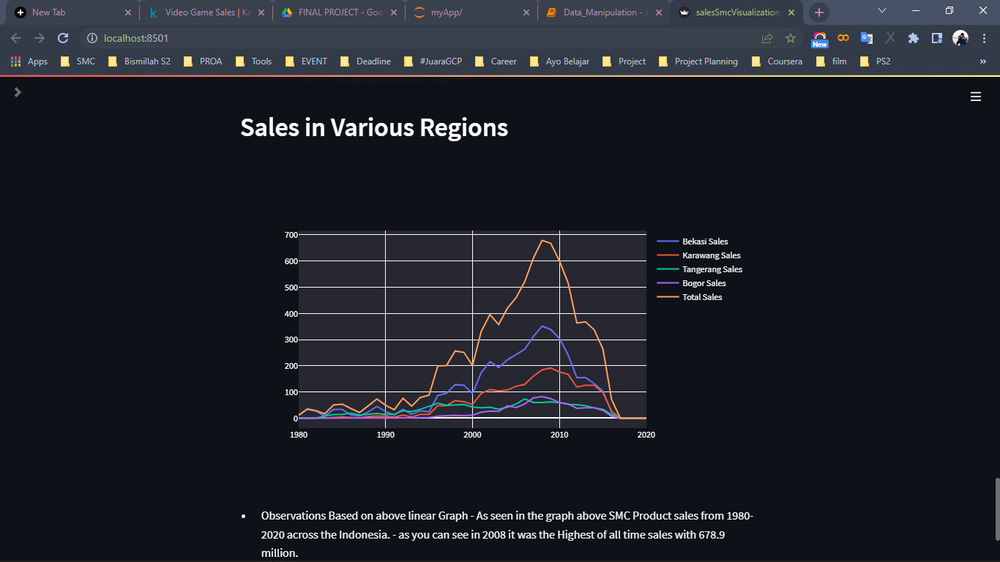 New Tab
Video Game Sales | Ka
FINAL PROJECT - Goo
myApp/
Data_Manipulation - J
salesSmcVisualization
localhost:8501
New
Apps
SMC
Bismillah S2
PROA
Tools
EVENT
Deadline
#JuaraGCP
Career
Ayo Belajar
Project
Project Planning
Coursera
film
PS2
Sales in Various Regions
700
600
500
400
300
200
100
0
1980
1990
2000
2010
2020
Bekasi Sales
Karawang Sales
Tangerang Sales
Bogor Sales
Total Sales
Observations Based on above linear Graph - As seen in the graph above SMC Product sales from 1980-
2020 across the Indonesia. - as you can see in 2008 it was the Highest of all time sales with 678.9
million.